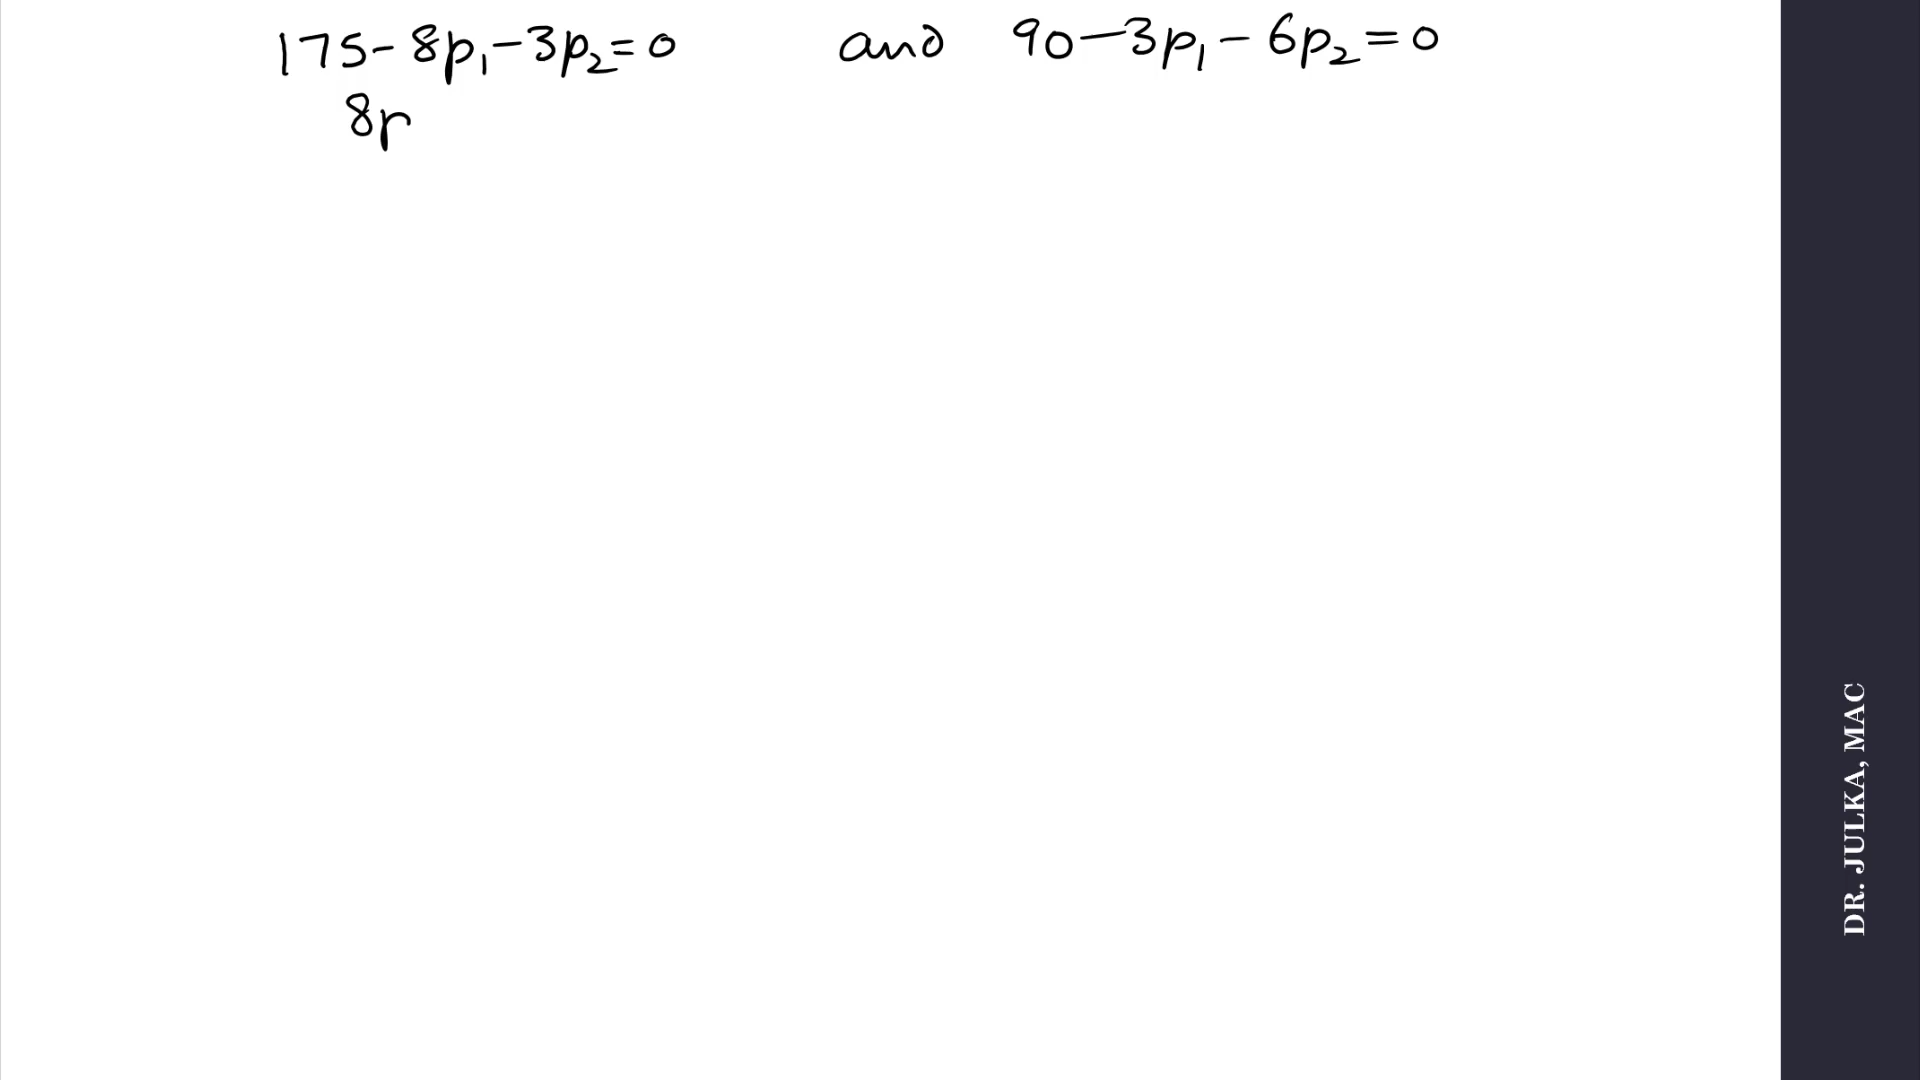 175 - 8p₁ - 3p₂ = 0 and 90 - 3p₁ - 6p₂ = 0
8p
DR. JULKA, MAC